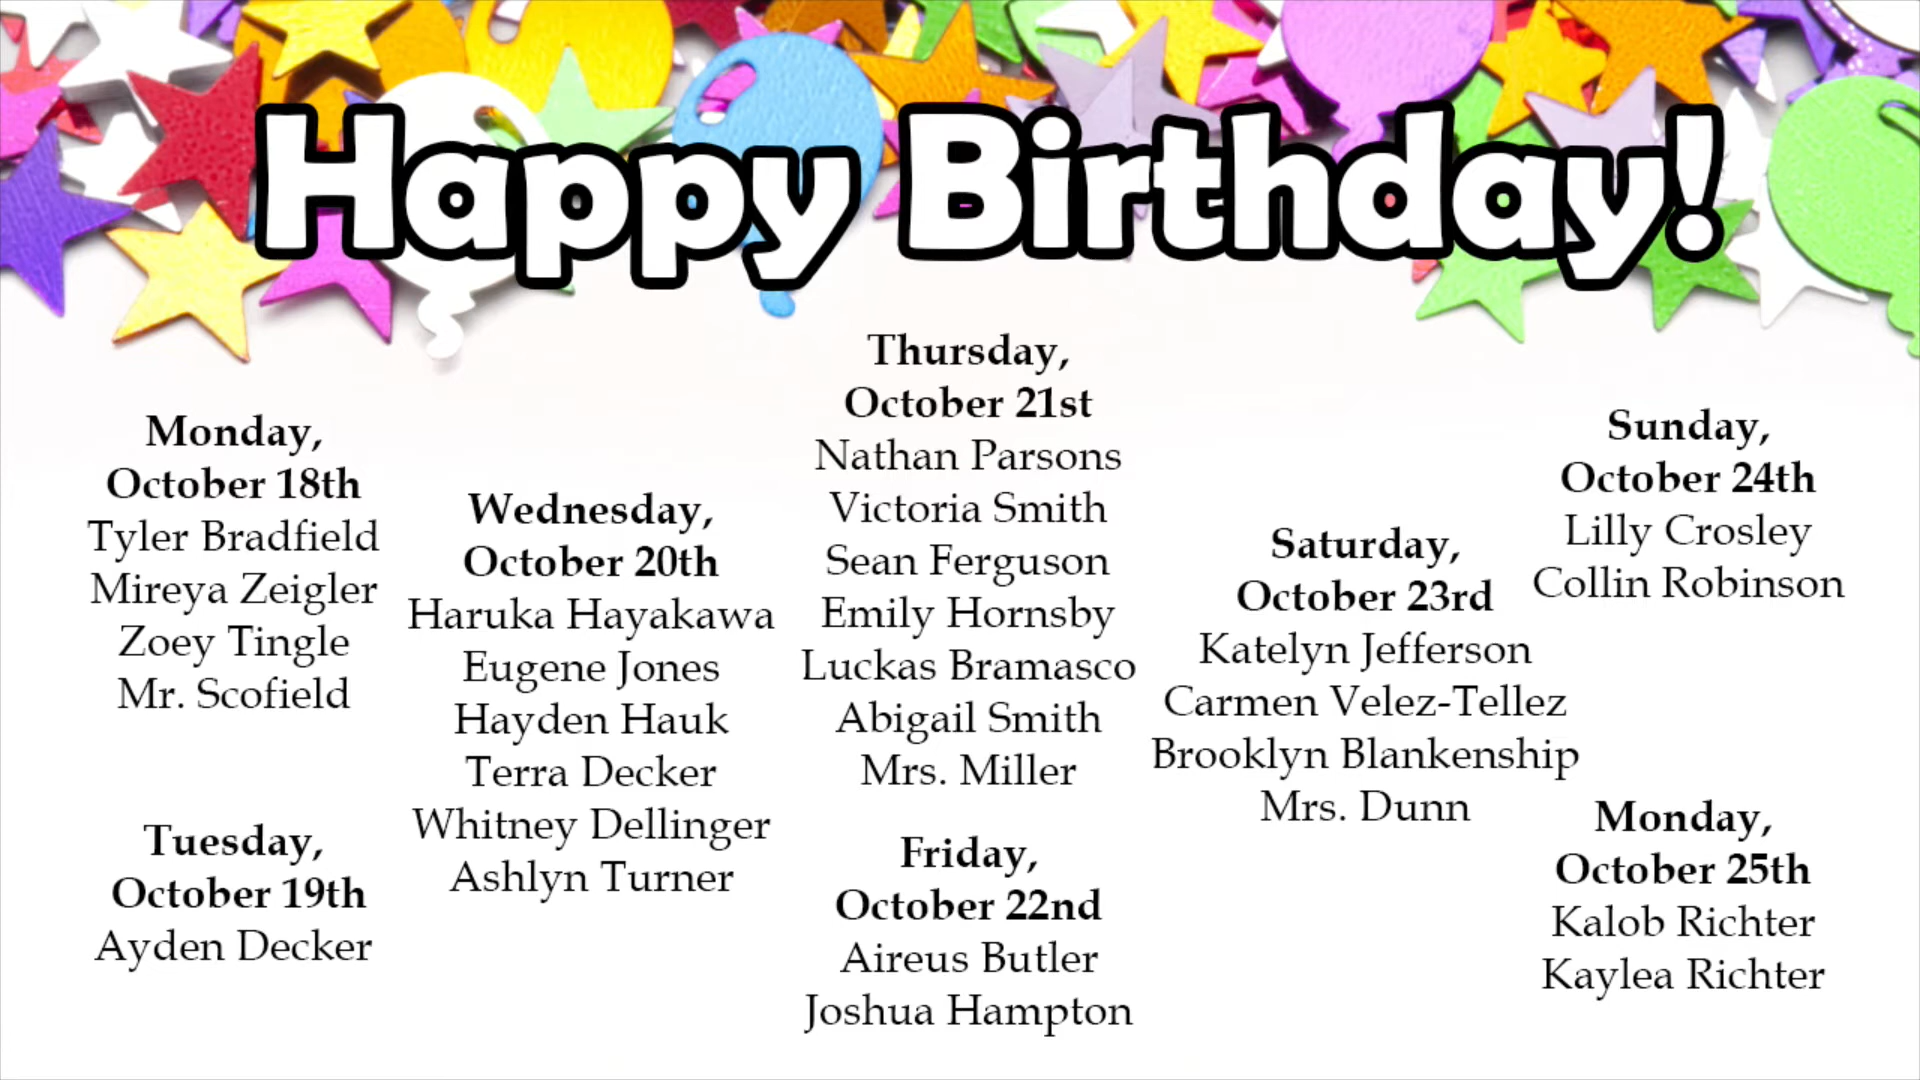 Happy Birthday!
Monday,
October 18th
Tyler Bradfield
Mireya Zeigler
Zoey Tingle
Mr. Scofield
Tuesday,
October 19th
Ayden Decker
Wednesday,
October 20th
Haruka Hayakawa
Eugene Jones
Hayden Hauk
Terra Decker
Whitney Dellinger
Ashlyn Turner
Thursday,
October 21st
Nathan Parsons
Victoria Smith
Sean Ferguson
Emily Hornsby
Luckas Bramasco
Abigail Smith
Mrs. Miller
Friday,
October 22nd
Aireus Butler
Joshua Hampton
Saturday,
October 23rd
Katelyn Jefferson
Carmen Velez-Tellez
Brooklyn Blankenship
Mrs. Dunn
Sunday,
October 24th
Lilly Crosley
Collin Robinson
Monday,
October 25th
Kalob Richter
Kaylea Richter